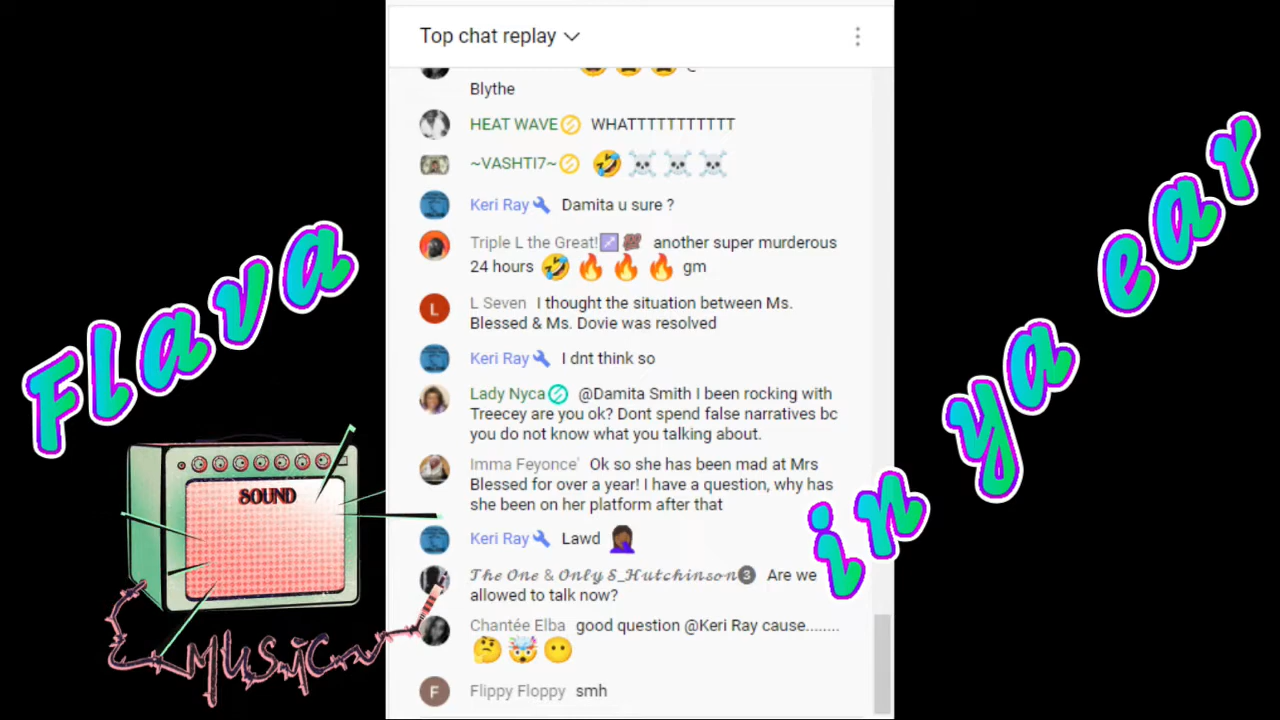 Top chat replay
Blythe
HEAT WAVE WHATTTTTTTTTT
~VASHTI7~ 🤣☠️☠️☠️
Keri Ray Damita u sure ?
Triple L the Great!♐💯 another super murderous
24 hours 🤣🔥🔥🔥 gm
L Seven I thought the situation between Ms.
Blessed & Ms. Dovie was resolved
Keri Ray I dnt think so
Lady Nyca @Damita Smith I been rocking with
Treecey are you ok? Dont spend false narratives bc
you do not know what you talking about.
Imma Feyonce' Ok so she has been mad at Mrs
Blessed for over a year! I have a question, why has
she been on her platform after that
Keri Ray Lawd 🤦🏾‍♀️
𝓣𝓱𝓮 𝓞𝓷𝓮 & 𝓞𝓷𝓵𝔂 𝓢_𝓗𝓾𝓽𝓬𝓱𝓲𝓷𝓼𝓸𝓷 3 Are we
allowed to talk now?
Chantée Elba good question @Keri Ray cause........
🤔🤯😶
L
F Flippy Floppy smh
Flava
in ya ear
SOUND
MUSIC